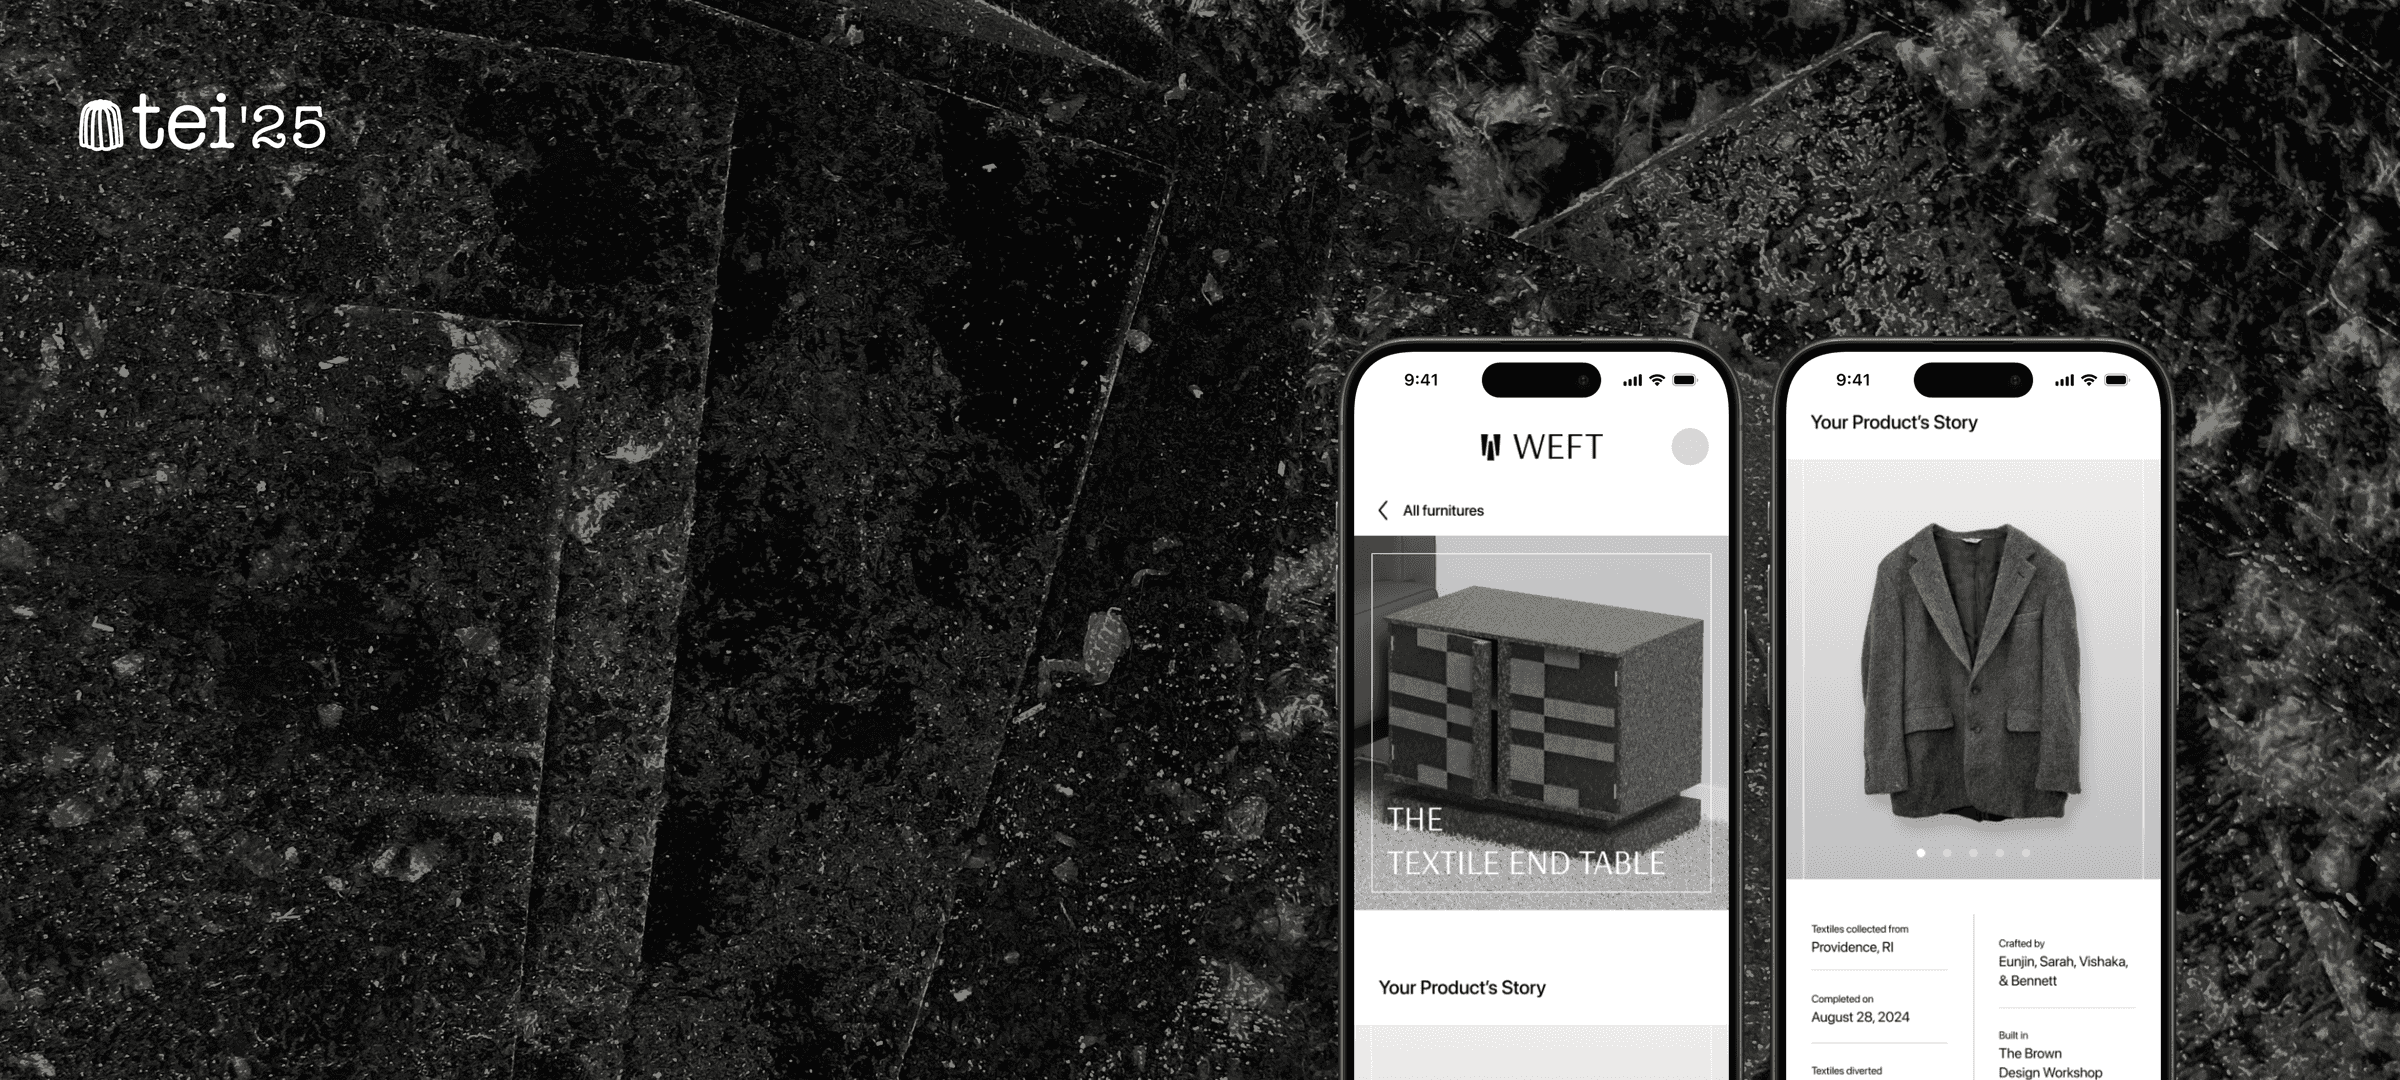 tei'25
9:41
WEFT
All furnitures
THE
TEXTILE END TABLE
Your Product's Story
9:41
Your Product's Story
Textiles collected from
Providence, RI
Completed on
August 28, 2024
Textiles diverted
Crafted by
Eunjin, Sarah, Vishaka,
& Bennett
Built in
The Brown
Design Workshop